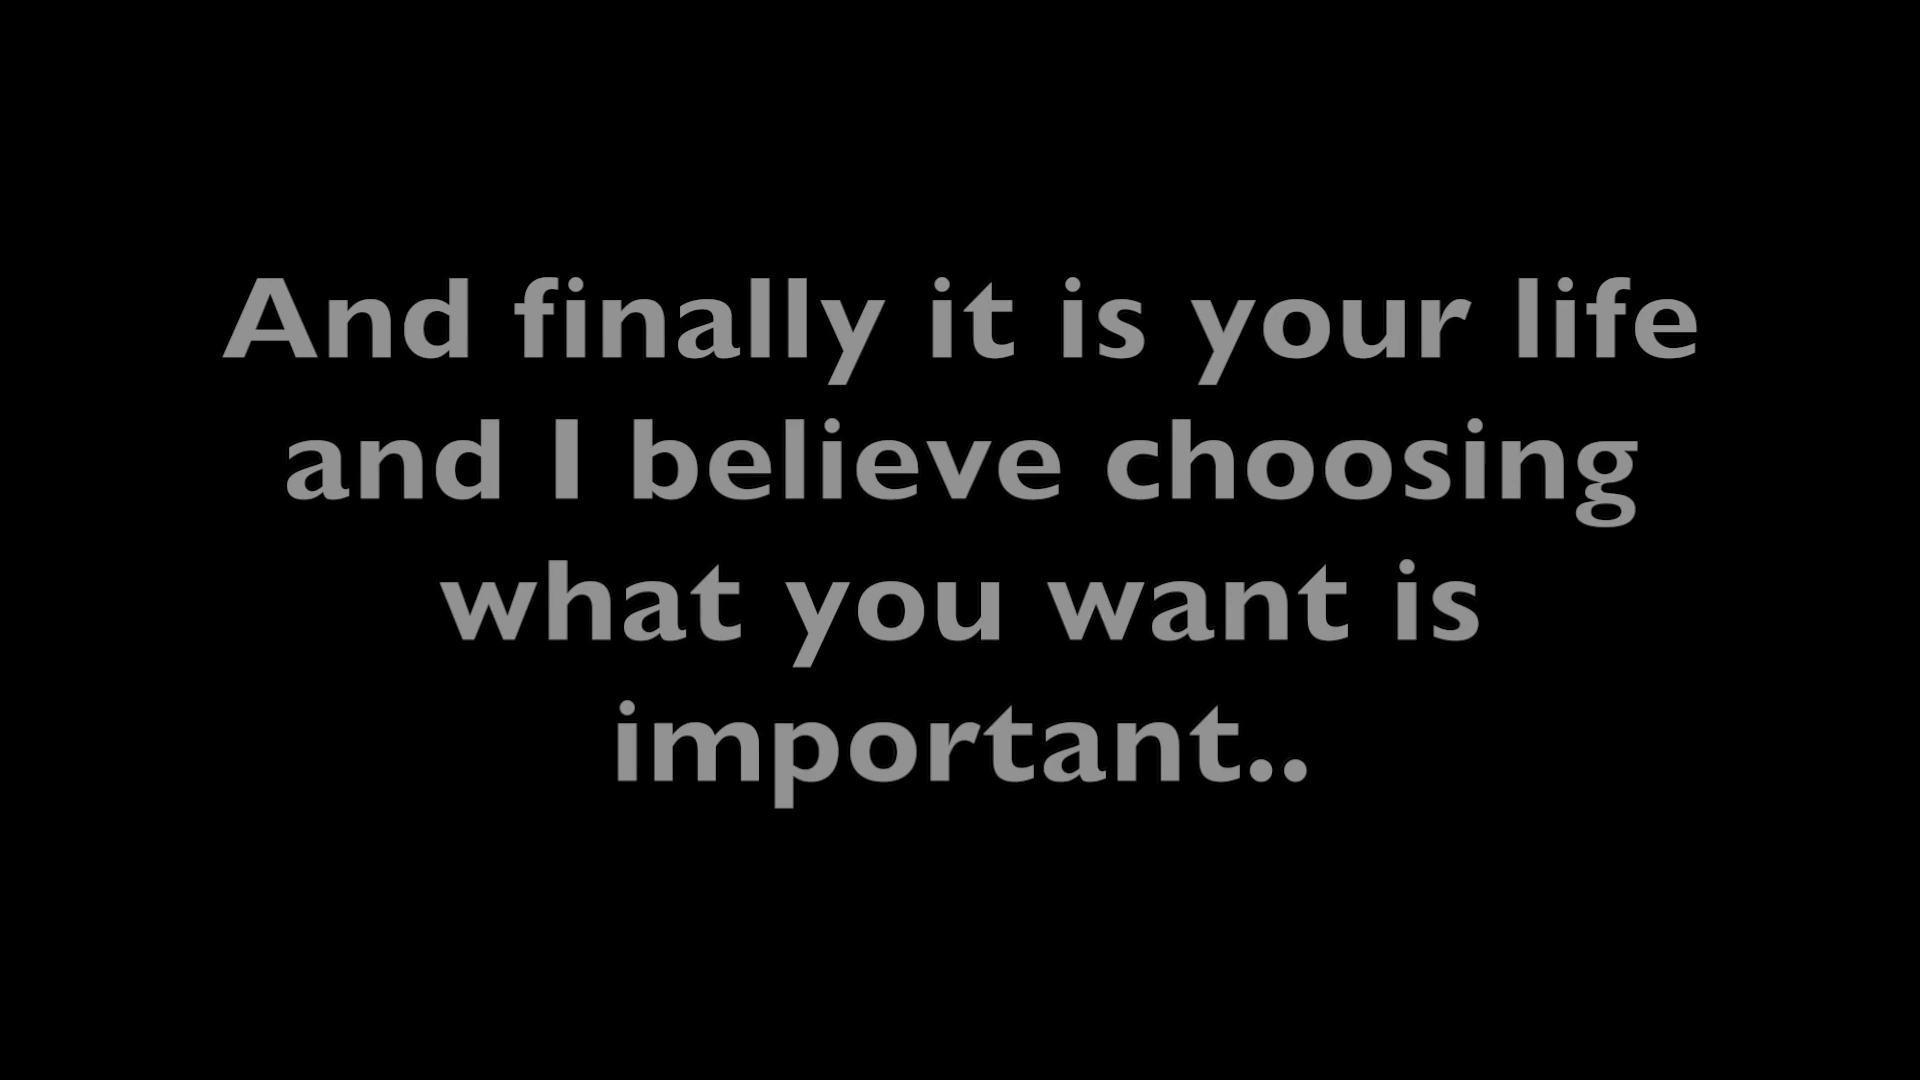 And finally it is your life
and I believe choosing
what you want is
important..